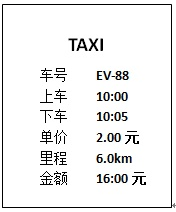 TAXI
车号 EV-88
上车 10:00
下车 10:05
单价 2.00 元
里程 6.0km
金额 16:00 元